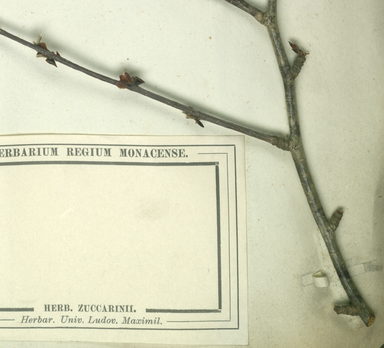 ERBARIUM REGIUM MONACENSE.
HERB. ZUCCARINII.
Herbar. Univ. Ludov. Maximil.